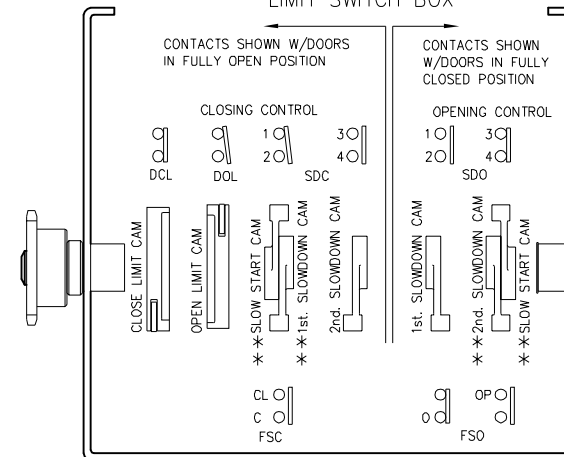 LIMIT SWITCH BOX
CONTACTS SHOWN W/DOORS
IN FULLY OPEN POSITION
CONTACTS SHOWN
W/DOORS IN FULLY
CLOSED POSITION
CLOSING CONTROL
OPENING CONTROL
1 3 1 3
2 4 2 4
DCL DOL SDC SDO
CLOSE LIMIT CAM
OPEN LIMIT CAM
**SLOW START CAM
**1st. SLOWDOWN CAM
2nd. SLOWDOWN CAM
1st. SLOWDOWN CAM
**2nd. SLOWDOWN CAM
**SLOW START CAM
CL OP
C O
FSC FSO